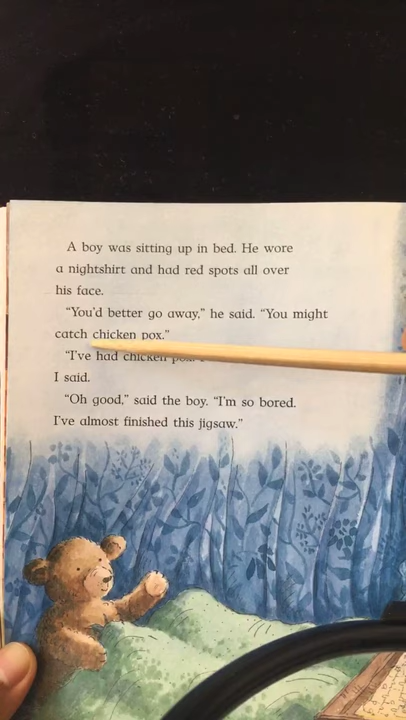 A boy was sitting up in bed. He wore
a nightshirt and had red spots all over
his face.
“You’d better go away,” he said. “You might
catch chicken pox.”
“I’ve had chicken
I said.
“Oh good,” said the boy. “I’m so bored.
I’ve almost finished this jigsaw.”